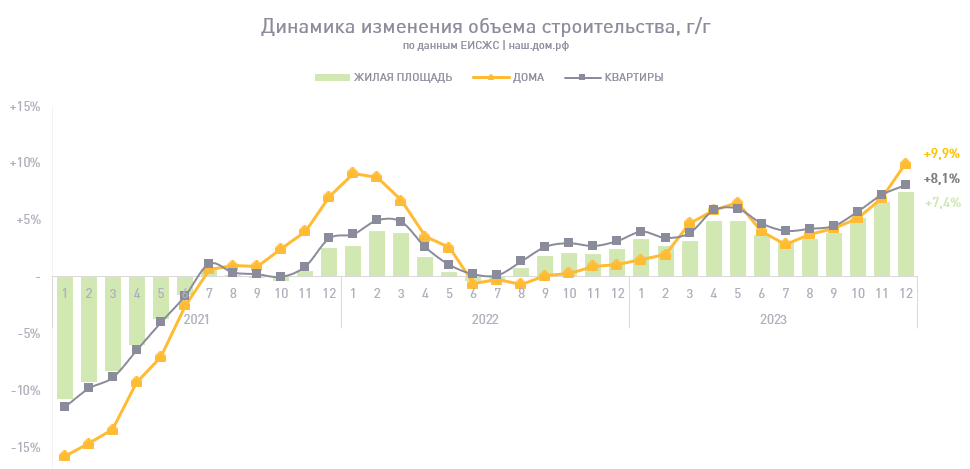 Динамика изменения объема строительства, г/г
по данным ЕИСЖС | наш.дом.рф
ЖИЛАЯ ПЛОЩАДЬ ДОМА КВАРТИРЫ
+15%
+10%
+9,9%
+8,1%
+7,4%
+5%
-
1 2 3 4 5 6 7 8 9 10 11 12 1 2 3 4 5 6 7 8 9 10 11 12 1 2 3 4 5 6 7 8 9 10 11 12
2021 2022 2023
-5%
-10%
-15%